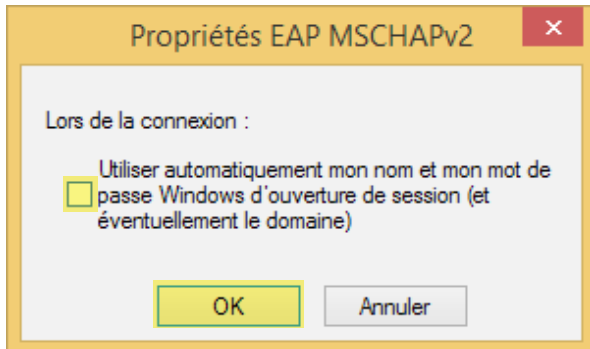 Propriétés EAP MSCHAPv2
Lors de la connexion :
Utiliser automatiquement mon nom et mon mot de
passe Windows d'ouverture de session (et
éventuellement le domaine)
OK
Annuler